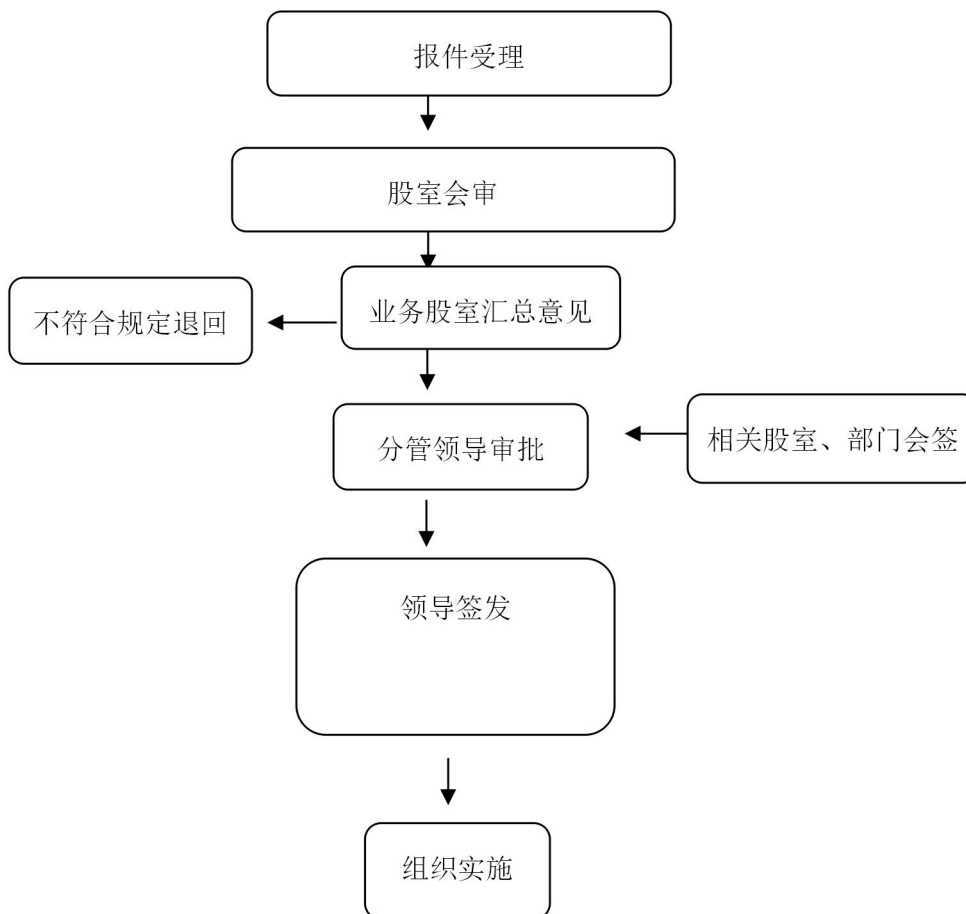 报件受理
股室会审
业务股室汇总意见
不符合规定退回
分管领导审批
相关股室、部门会签
领导签发
组织实施